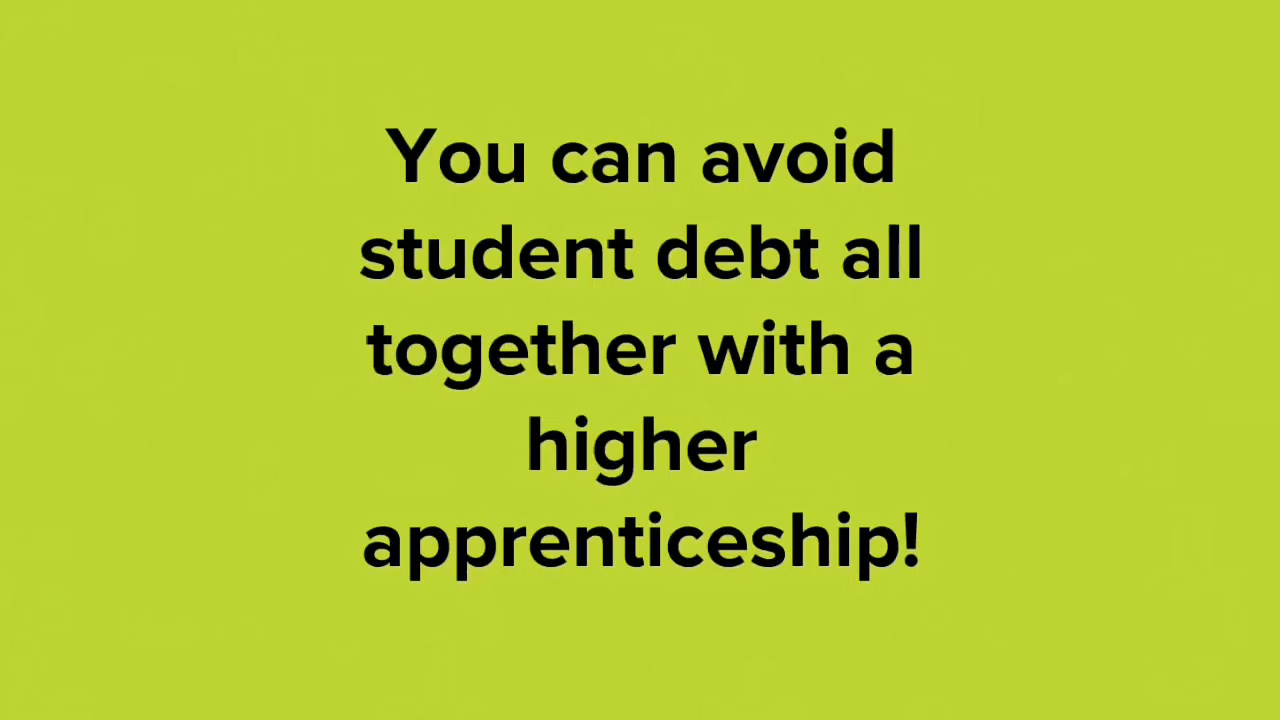 You can avoid
student debt all
together with a
higher
apprenticeship!